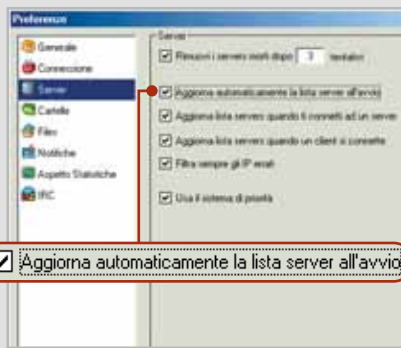 Preferenze
Generale
Connessione
Server
Cartelle
Files
Notifiche
Aspetto Statistiche
IRC
Server
Rimuovi i servers morti dopo 3 tentativi
Aggiorna automaticamente la lista server all'avvio
Aggiorna lista servers quando ti connetti ad un server
Aggiorna lista servers quando un client si connette
Filtra sempre gli IP errati
Usa il sistema di priorità
Aggiorna automaticamente la lista server all'avvio